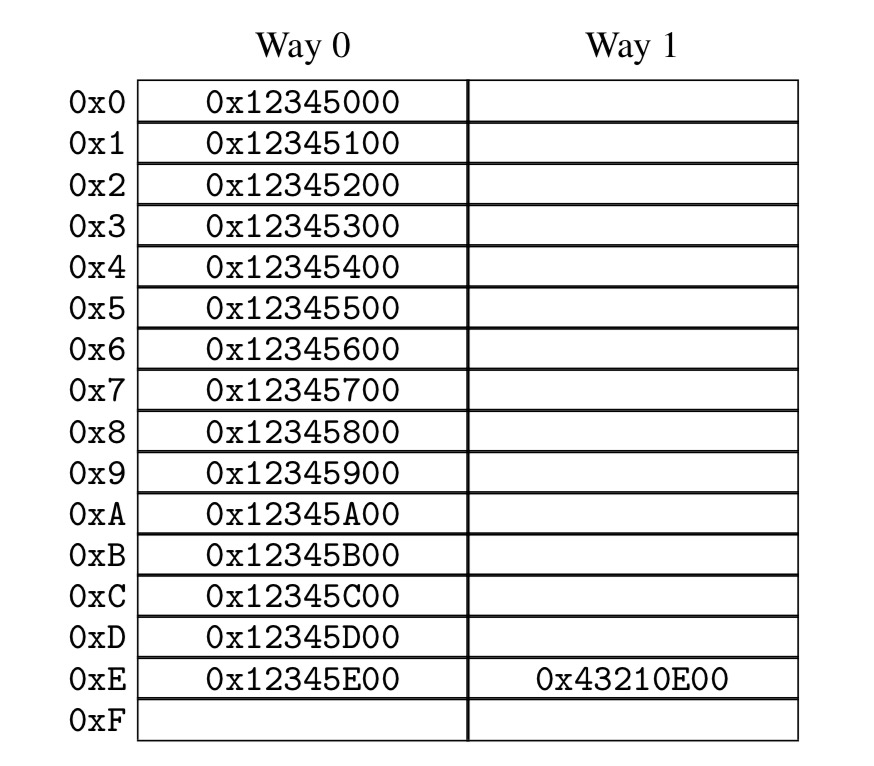 Way 0 Way 1
0x0 0x12345000
0x1 0x12345100
0x2 0x12345200
0x3 0x12345300
0x4 0x12345400
0x5 0x12345500
0x6 0x12345600
0x7 0x12345700
0x8 0x12345800
0x9 0x12345900
0xA 0x12345A00
0xB 0x12345B00
0xC 0x12345C00
0xD 0x12345D00
0xE 0x12345E00 0x43210E00
0xF